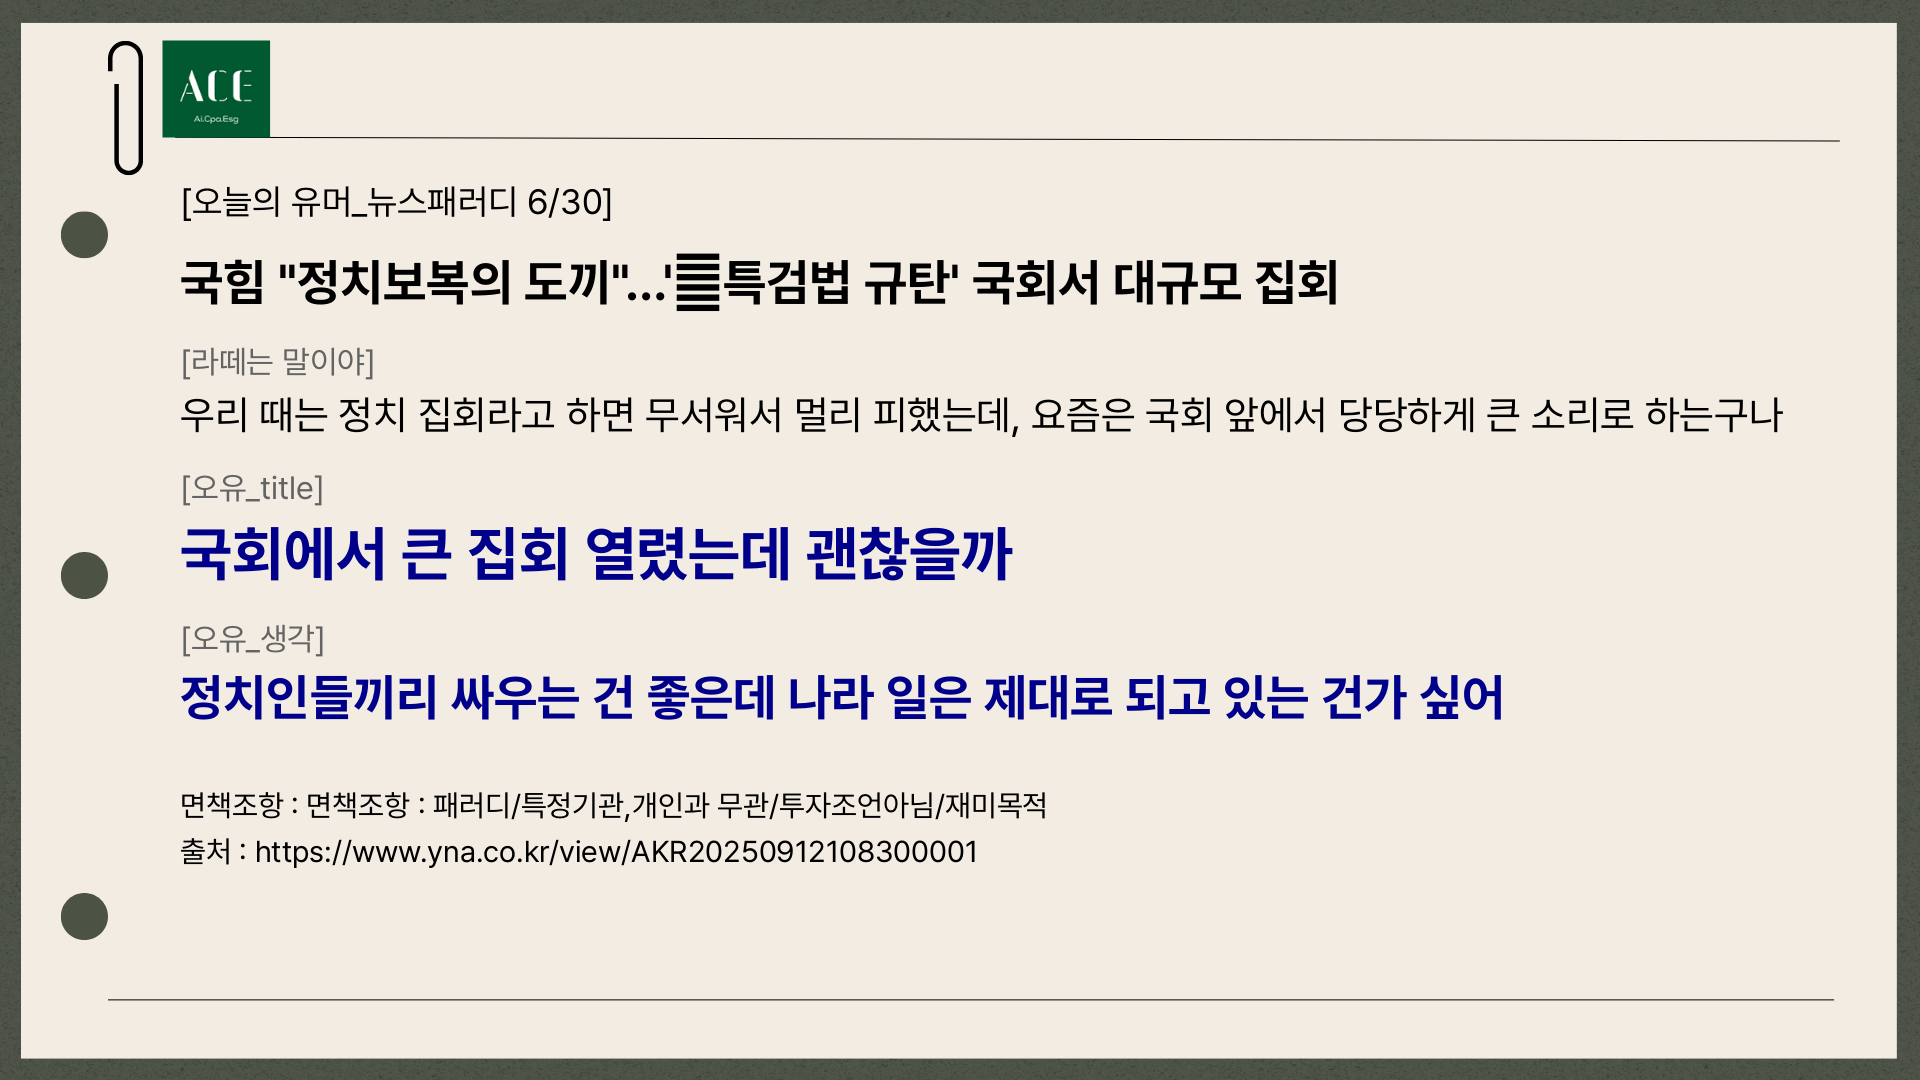 ACE
Ai.Cpa.Esg
[오늘의 유머_뉴스패러디 6/30]
국힘 "정치보복의 도끼"…'특검법 규탄' 국회서 대규모 집회
[라떼는 말이야]
우리 때는 정치 집회라고 하면 무서워서 멀리 피했는데, 요즘은 국회 앞에서 당당하게 큰 소리로 하는구나
[오유_title]
국회에서 큰 집회 열렸는데 괜찮을까
[오유_생각]
정치인들끼리 싸우는 건 좋은데 나라 일은 제대로 되고 있는 건가 싶어
면책조항 : 면책조항 : 패러디/특정기관,개인과 무관/투자조언아님/재미목적
출처 : https://www.yna.co.kr/view/AKR20250912108300001